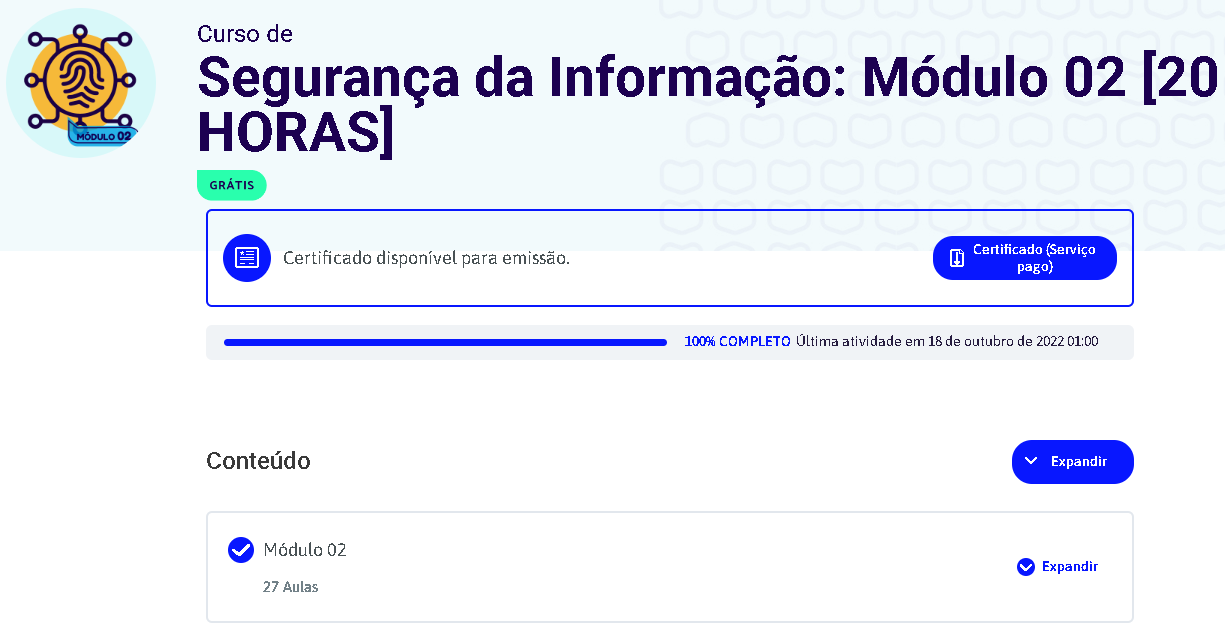 Curso de
Segurança da Informação: Módulo 02 [20
HORAS]
MÓDULO 02
GRÁTIS
Certificado disponível para emissão.
Certificado (Serviço
pago)
100% COMPLETO Última atividade em 18 de outubro de 2022 01:00
Conteúdo
Expandir
Módulo 02
27 Aulas
Expandir